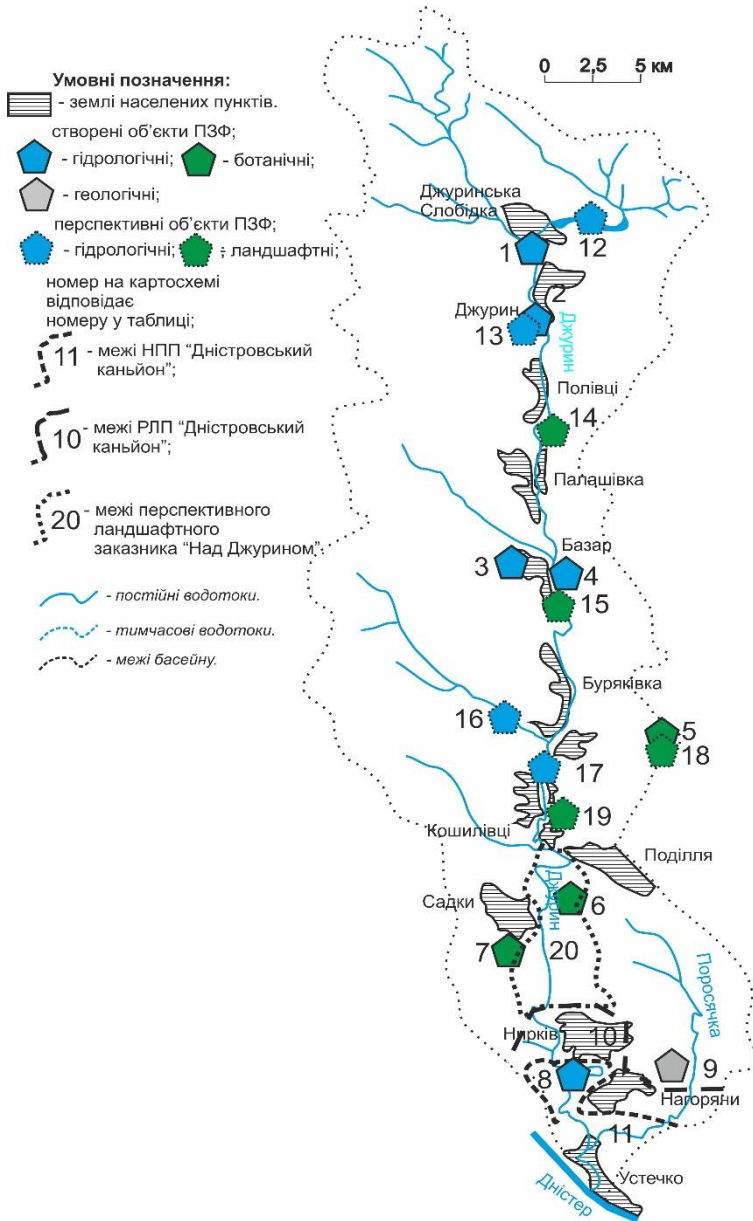 Умовні позначення:
- землі населених пунктів.
створені об'єкти ПЗФ;
- гідрологічні; - ботанічні;
- геологічні;
перспективні об'єкти ПЗФ;
- гідрологічні; - ландшафтні;
номер на картосхемі
відповідає
номеру у таблиці;
11 - межі НПП "Дністровський
каньйон";
10 - межі РЛП "Дністровський
каньйон";
20 - межі перспективного
ландшафтного
заказника "Над Джурином".
- постійні водотоки.
- тимчасові водотоки.
- межі басейну.
0 2,5 5 км
Джуринська
Слобідка
1
12
2
Джурин
13
Джурин
Полівці
14
Палашівка
Базар
3
4
15
Буряківка
16
5
18
17
19
Кошилівці
Поділля
Джурин
Садки
6
7
20
Поросячка
Нирків
10
8
9
Нагоряни
11
Устечко
Дністер